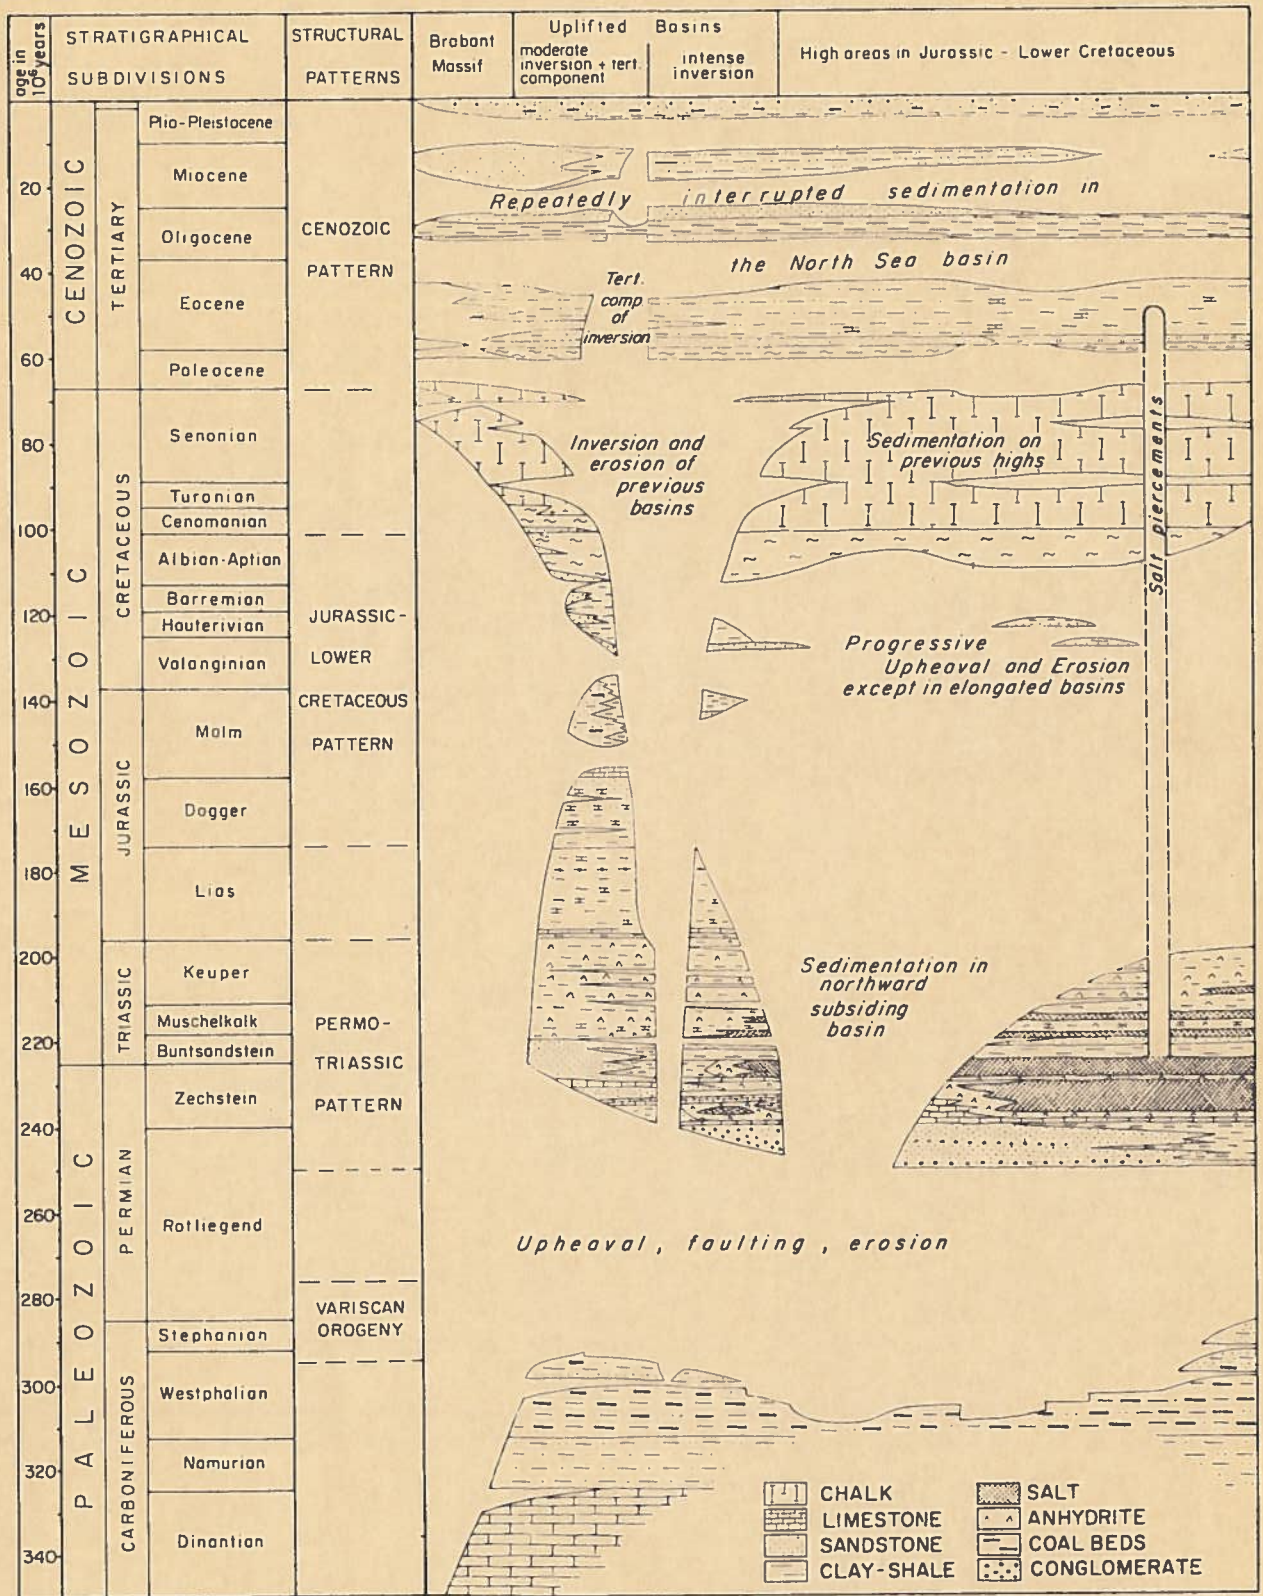 age in
10⁶ years
STRATIGRAPHICAL
SUBDIVISIONS
STRUCTURAL
PATTERNS
Brabant
Massif
Uplifted Basins
moderate
inversion + tert.
component
intense
inversion
High areas in Jurassic - Lower Cretaceous
20
40
60
80
100
120
140
160
180
200
220
240
260
280
300
320
340
CENOZOIC
MESOZOIC
PALEOZOIC
TERTIARY
CRETACEOUS
JURASSIC
TRIASSIC
PERMIAN
CARBONIFEROUS
Plio-Pleistocene
Miocene
Oligocene
Eocene
Paleocene
Senonian
Turonian
Cenomanian
Albian-Aptian
Barremian
Hauterivian
Valanginian
Malm
Dogger
Lias
Keuper
Muschelkalk
Buntsandstein
Zechstein
Rotliegend
Stephanian
Westphalian
Namurian
Dinantian
CENOZOIC
PATTERN
JURASSIC-
LOWER
CRETACEOUS
PATTERN
PERMO-
TRIASSIC
PATTERN
VARISCAN
OROGENY
Repeatedly interrupted sedimentation in
the North Sea basin
Tert.
comp
of
inversion
Inversion and
erosion of
previous
basins
Sedimentation on
previous highs
Salt piercements
Progressive
Upheaval and Erosion
except in elongated basins
Sedimentation in
northward
subsiding
basin
Upheaval, faulting, erosion
CHALK
LIMESTONE
SANDSTONE
CLAY-SHALE
SALT
ANHYDRITE
COAL BEDS
CONGLOMERATE